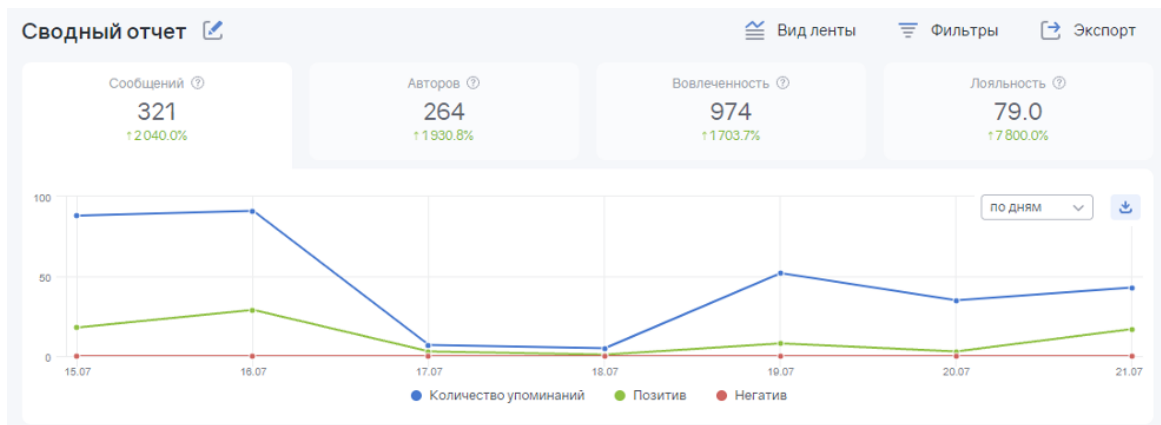 Сводный отчет
Вид ленты
Фильтры
Экспорт
Сообщений
321
↑2 040.0%
Авторов
264
↑1 930.8%
Вовлеченность
974
↑1 703.7%
Лояльность
79.0
↑7 800.0%
по дням
100
50
0
15.07 16.07 17.07 18.07 19.07 20.07 21.07
Количество упоминаний Позитив Негатив